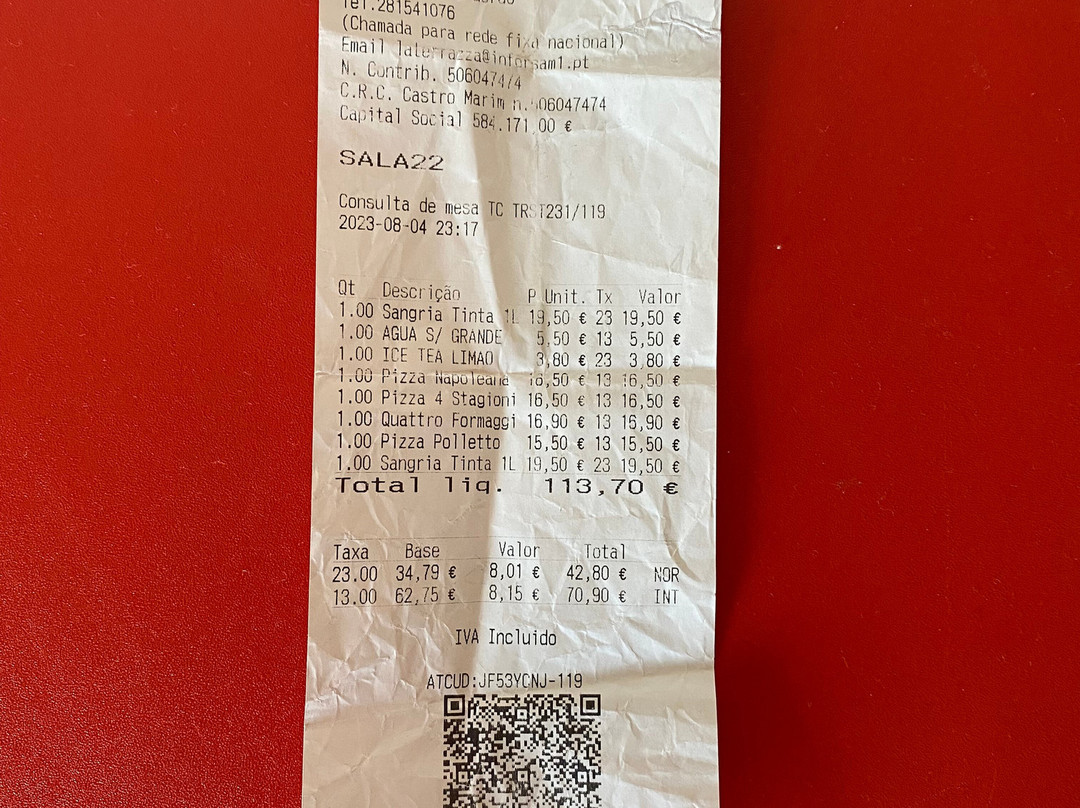 Tel.281541076
(Chamada para rede fixa nacional)
Email laterrazza@inforsam1.pt
N. Contrib. 506047474
C.R.C. Castro Marim n.506047474
Capital Social 584.171,00 €
SALA22
Consulta de mesa TC TRST231/119
2023-08-04 23:17
Qt Descrição P.Unit. Tx Valor
1.00 Sangria Tinta 1L 19,50 € 23 19,50 €
1.00 AGUA S/ GRANDE 5,50 € 13 5,50 €
1.00 ICE TEA LIMAO 3,80 € 23 3,80 €
1.00 Pizza Napoleana 16,50 € 13 16,50 €
1.00 Pizza 4 Stagioni 16,50 € 13 16,50 €
1.00 Quattro Formaggi 16,90 € 13 16,90 €
1.00 Pizza Polletto 15,50 € 13 15,50 €
1.00 Sangria Tinta 1L 19,50 € 23 19,50 €
Total liq. 113,70 €
Taxa Base Valor Total
23.00 34,79 € 8,01 € 42,80 € NOR
13.00 62,75 € 8,15 € 70,90 € INT
IVA Incluido
ATCUD:JF53YCNJ-119